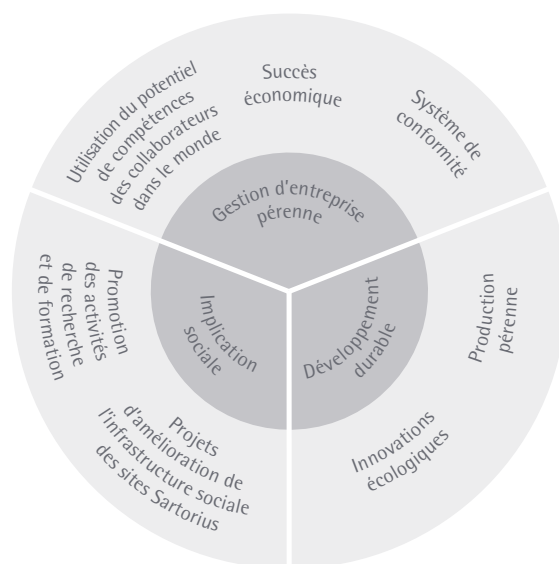 Utilisation du potentiel
de compétences
des collaborateurs
dans le monde
Succès
économique
Système de
conformité
Gestion d'entreprise
pérenne
Promotion
des activités
de recherche
et de formation
Implication
sociale
Développement
durable
Production
pérenne
Projets
d'amélioration de
l'infrastructure sociale
des sites Sartorius
Innovations
écologiques